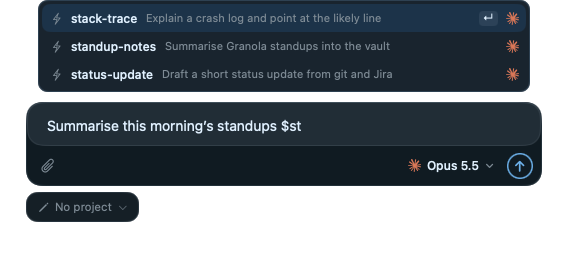 stack-trace Explain a crash log and point at the likely line
standup-notes Summarise Granola standups into the vault
status-update Draft a short status update from git and Jira
Summarise this morning’s standups $st
Opus 5.5
No project